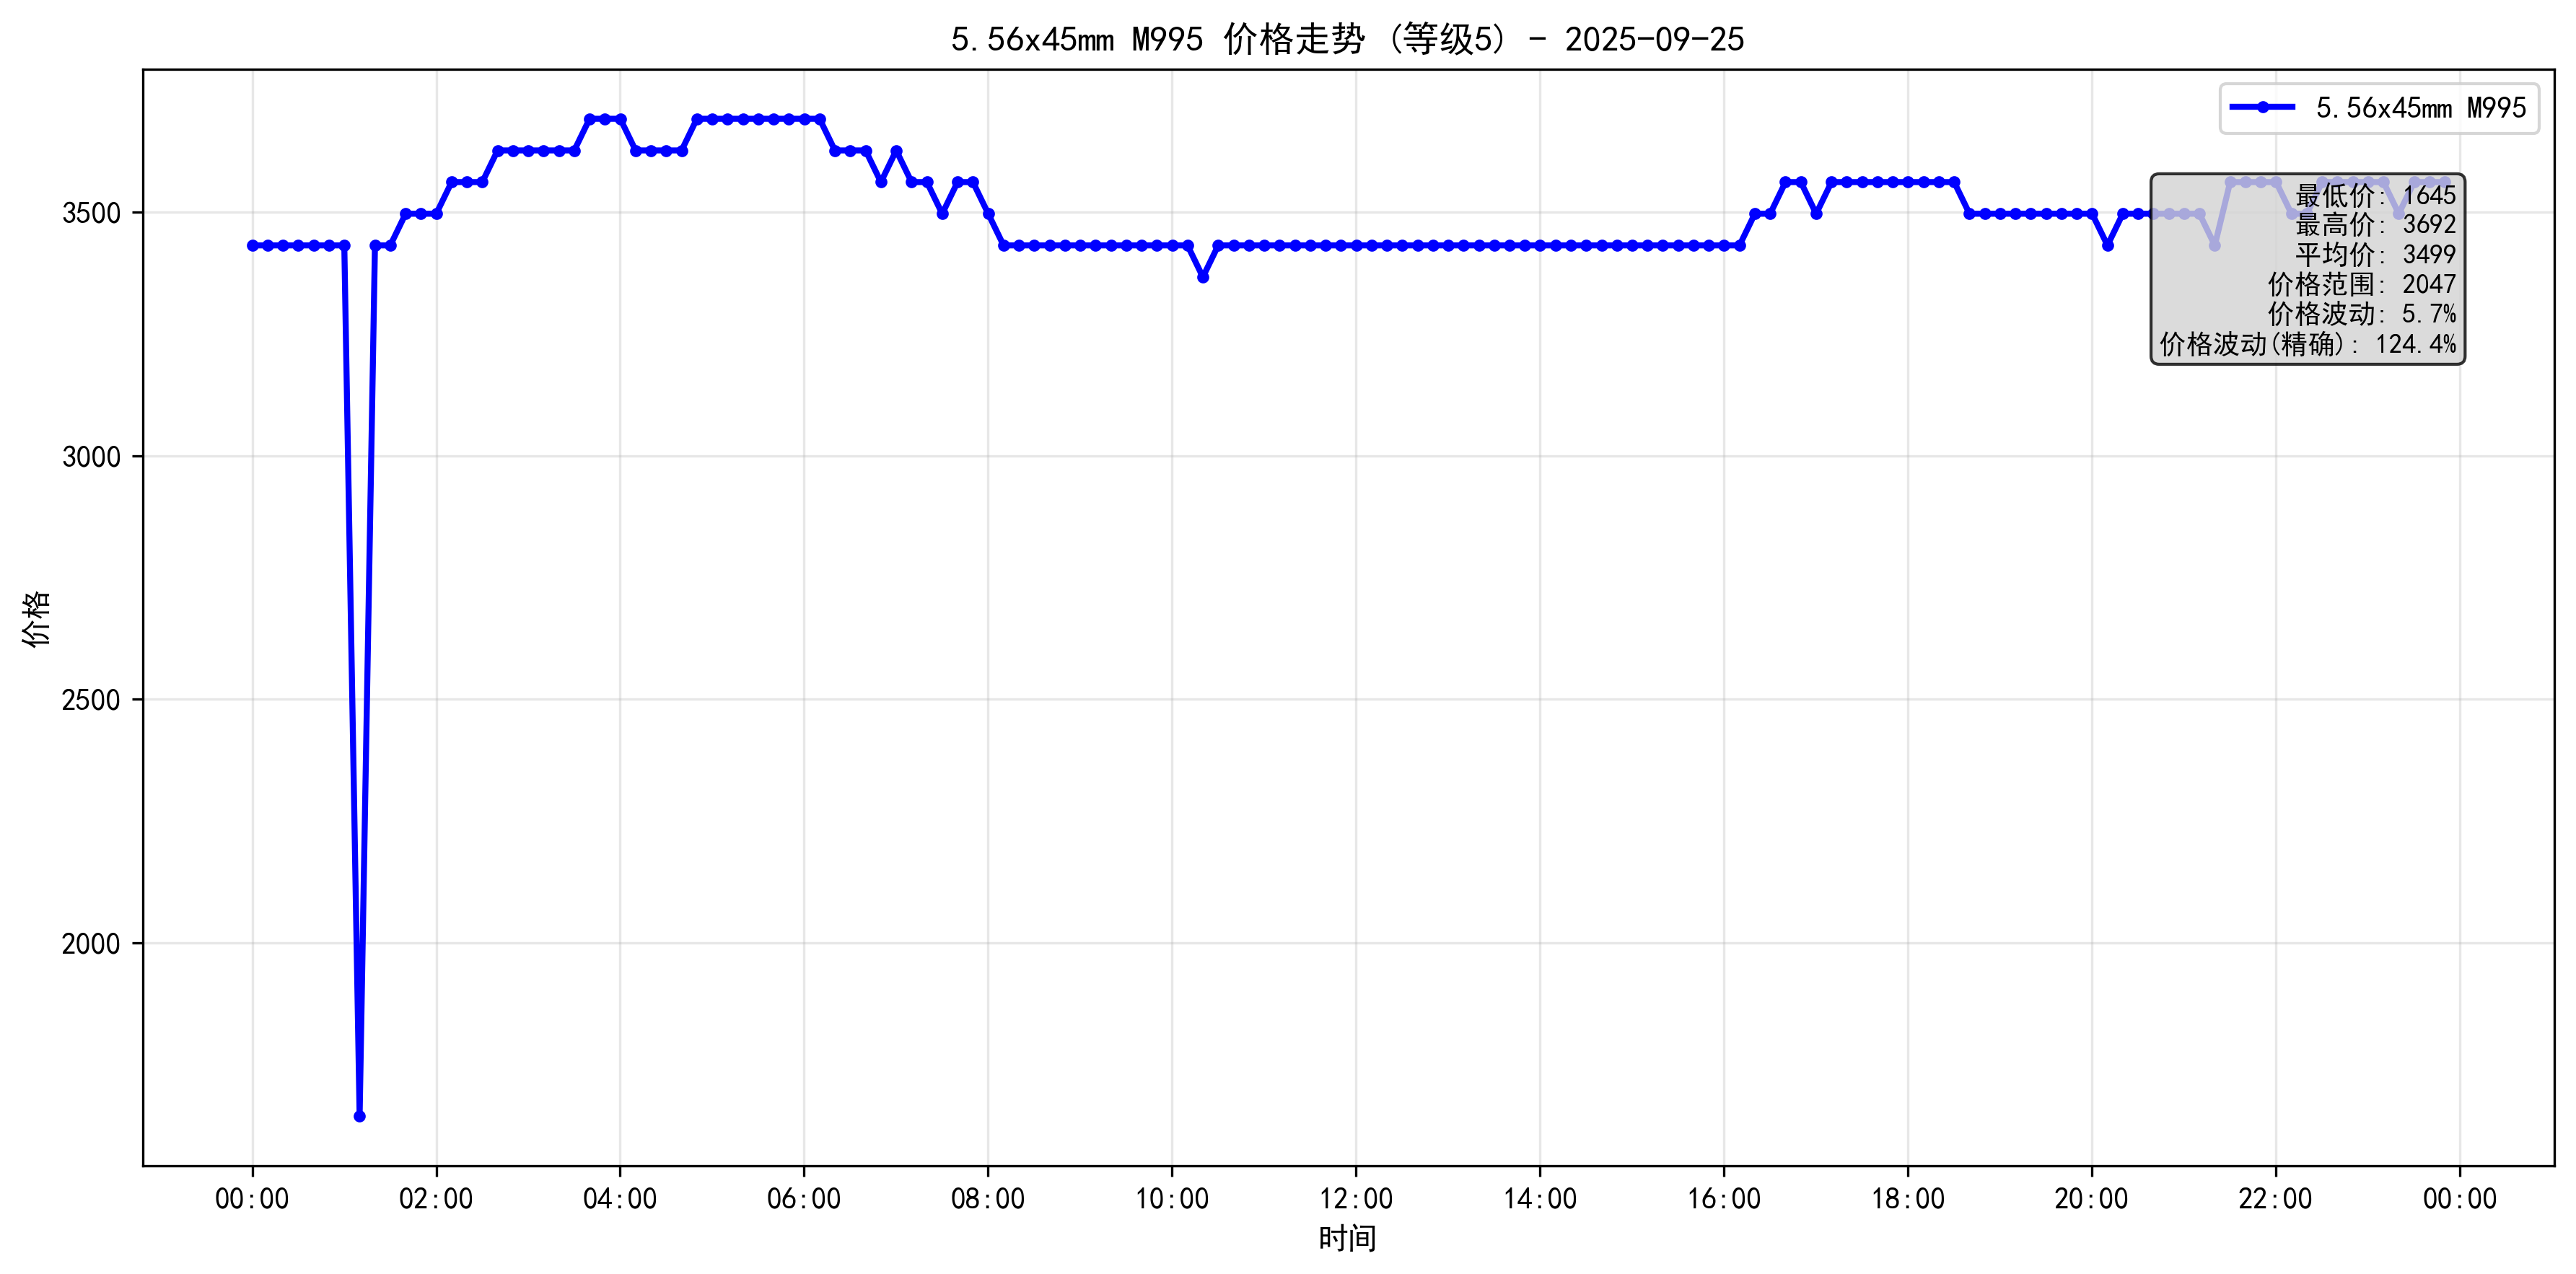 5.56x45mm M995 价格走势 (等级5) - 2025-09-25
5.56x45mm M995
最低价: 1645
最高价: 3692
平均价: 3499
价格范围: 2047
价格波动: 5.7%
价格波动(精确): 124.4%
3500
3000
2500
2000
价格
00:00 02:00 04:00 06:00 08:00 10:00 12:00 14:00 16:00 18:00 20:00 22:00 00:00
时间